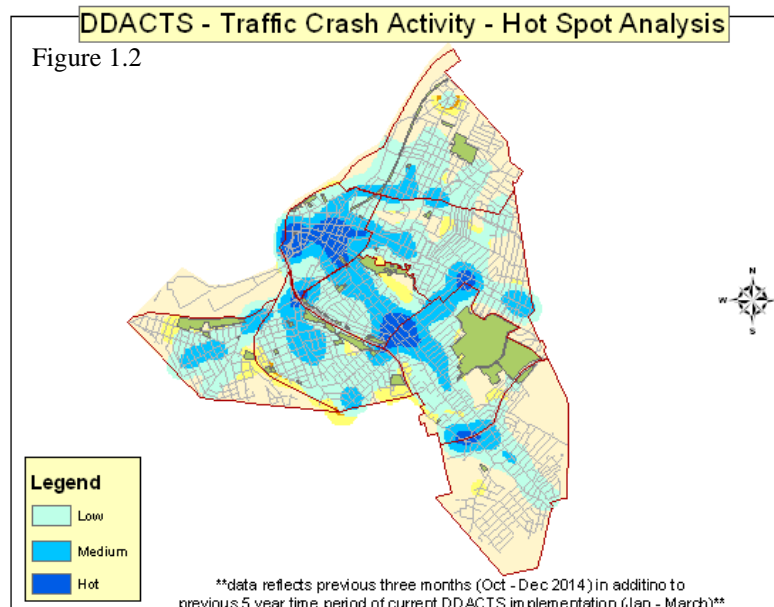 DDACTS - Traffic Crash Activity - Hot Spot Analysis
Figure 1.2
N
W
S
Legend
Low
Medium
Hot
**data reflects previous three months (Oct - Dec 2014) in additino to
previous 5 year time period of current DDACTS implementation (Jan - March)**